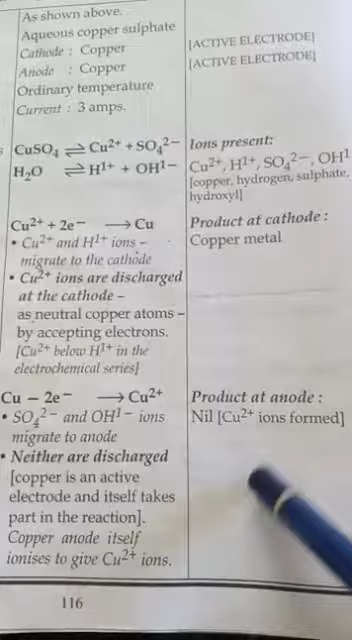 As shown above.
Aqueous copper sulphate
Cathode : Copper [ACTIVE ELECTRODE]
Anode : Copper [ACTIVE ELECTRODE]
Ordinary temperature
Current : 3 amps.
CuSO₄ ⇌ Cu²⁺ + SO₄²⁻ Ions present:
H₂O ⇌ H¹⁺ + OH¹⁻ Cu²⁺, H¹⁺, SO₄²⁻, OH¹
[copper, hydrogen, sulphate,
hydroxyl]
Cu²⁺ + 2e⁻ ⟶ Cu Product at cathode :
• Cu²⁺ and H¹⁺ ions – Copper metal
migrate to the cathode
• Cu²⁺ ions are discharged
at the cathode –
as neutral copper atoms –
by accepting electrons.
[Cu²⁺ below H¹⁺ in the
electrochemical series]
Cu – 2e⁻ ⟶ Cu²⁺ Product at anode :
• SO₄²⁻ and OH¹⁻ ions Nil [Cu²⁺ ions formed]
migrate to anode
• Neither are discharged
[copper is an active
electrode and itself takes
part in the reaction].
Copper anode itself
ionises to give Cu²⁺ ions.
116